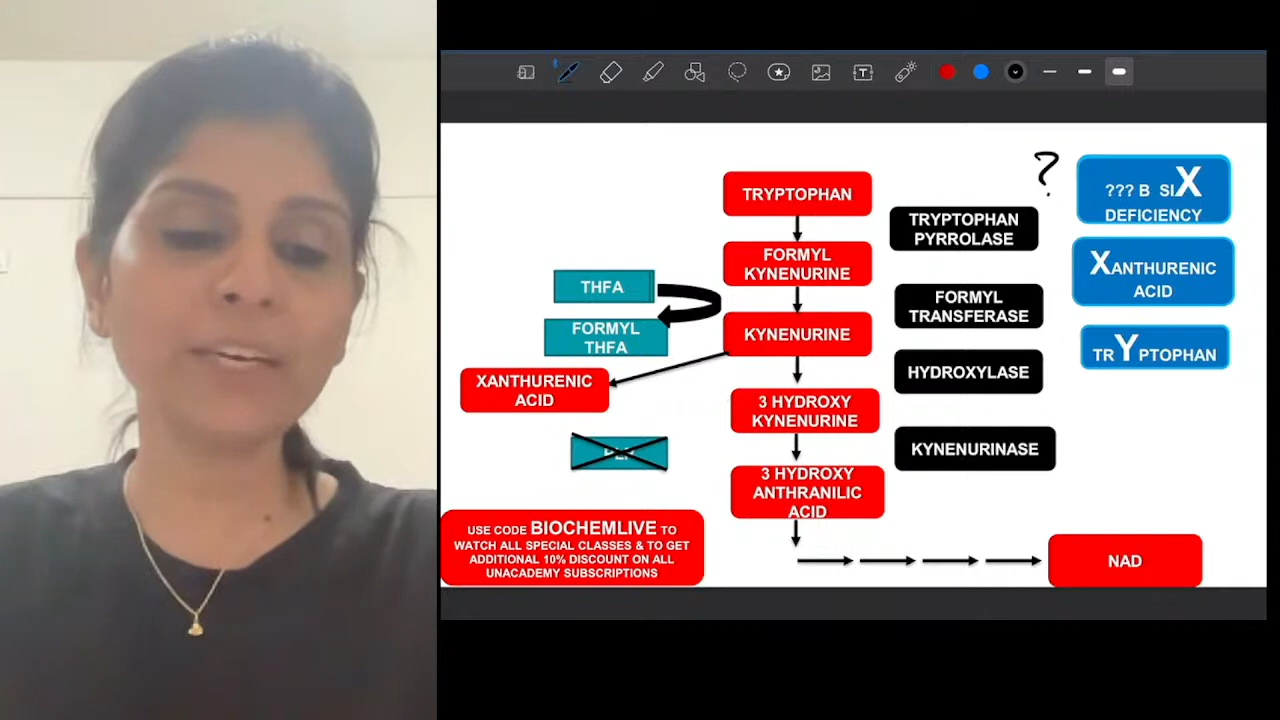 ?
TRYPTOPHAN
FORMYL
KYNENURINE
KYNENURINE
3 HYDROXY
KYNENURINE
3 HYDROXY
ANTHRANILIC
ACID
THFA
FORMYL
THFA
XANTHURENIC
ACID
TRYPTOPHAN
PYRROLASE
FORMYL
TRANSFERASE
HYDROXYLASE
KYNENURINASE
??? B SIX
DEFICIENCY
XANTHURENIC
ACID
TRYPTOPHAN
USE CODE BIOCHEMLIVE TO
WATCH ALL SPECIAL CLASSES & TO GET
ADDITIONAL 10% DISCOUNT ON ALL
UNACADEMY SUBSCRIPTIONS
NAD